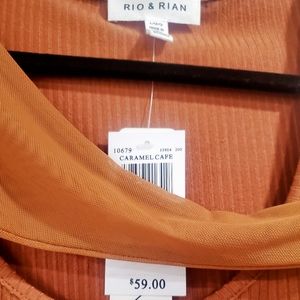 RIO & RIAN
10679
CARAMEL CAFE
$59.00